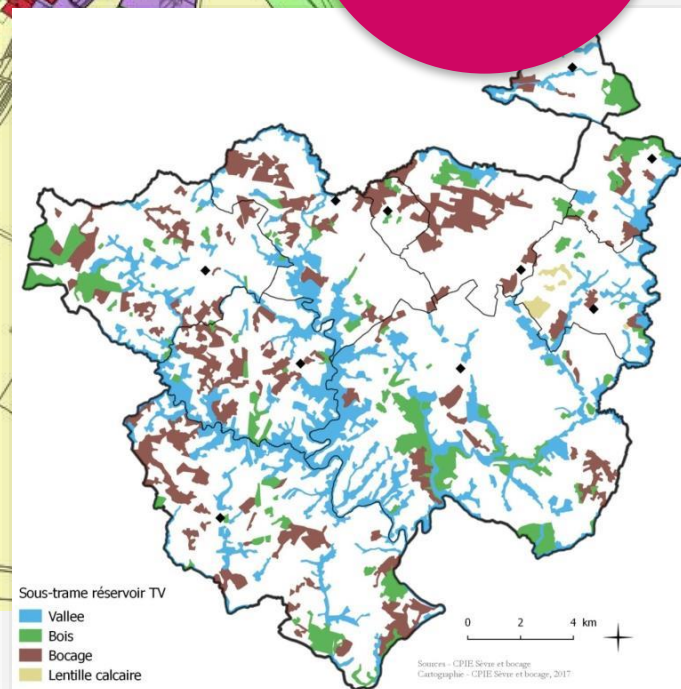 Sous-trame réservoir TV
Vallee
Bois
Bocage
Lentille calcaire
0 2 4 km
Sources - CPIE Sèvre et bocage
Cartographie - CPIE Sèvre et bocage, 2017